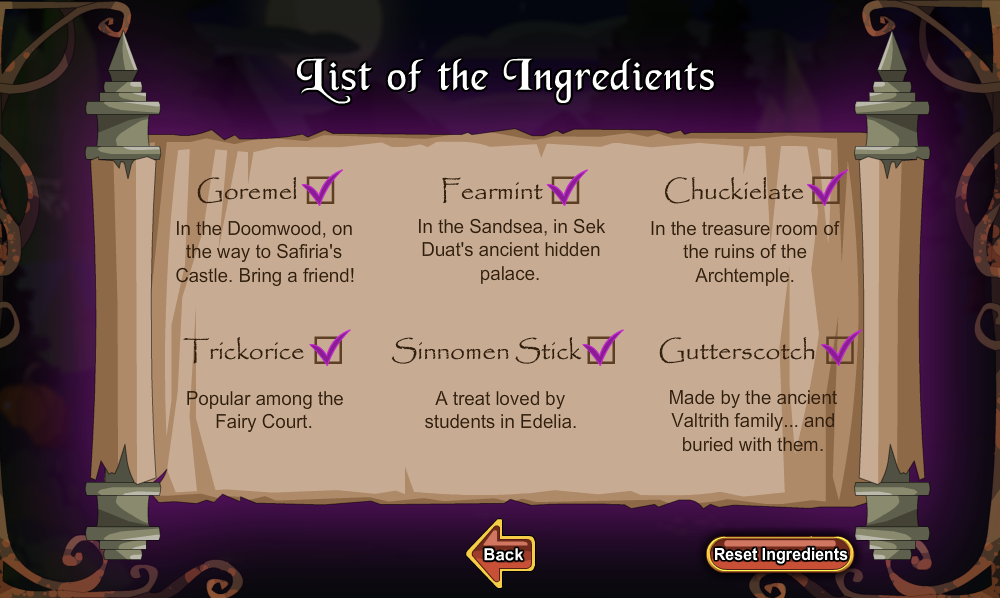 List of the Ingredients
Goremel
In the Doomwood, on
the way to Safiria's
Castle. Bring a friend!
Fearmint
In the Sandsea, in Sek
Duat's ancient hidden
palace.
Chuckielate
In the treasure room of
the ruins of the
Archtemple.
Trickorice
Popular among the
Fairy Court.
Sinnomen Stick
A treat loved by
students in Edelia.
Gutterscotch
Made by the ancient
Valtrith family... and
buried with them.
Back
Reset Ingredients